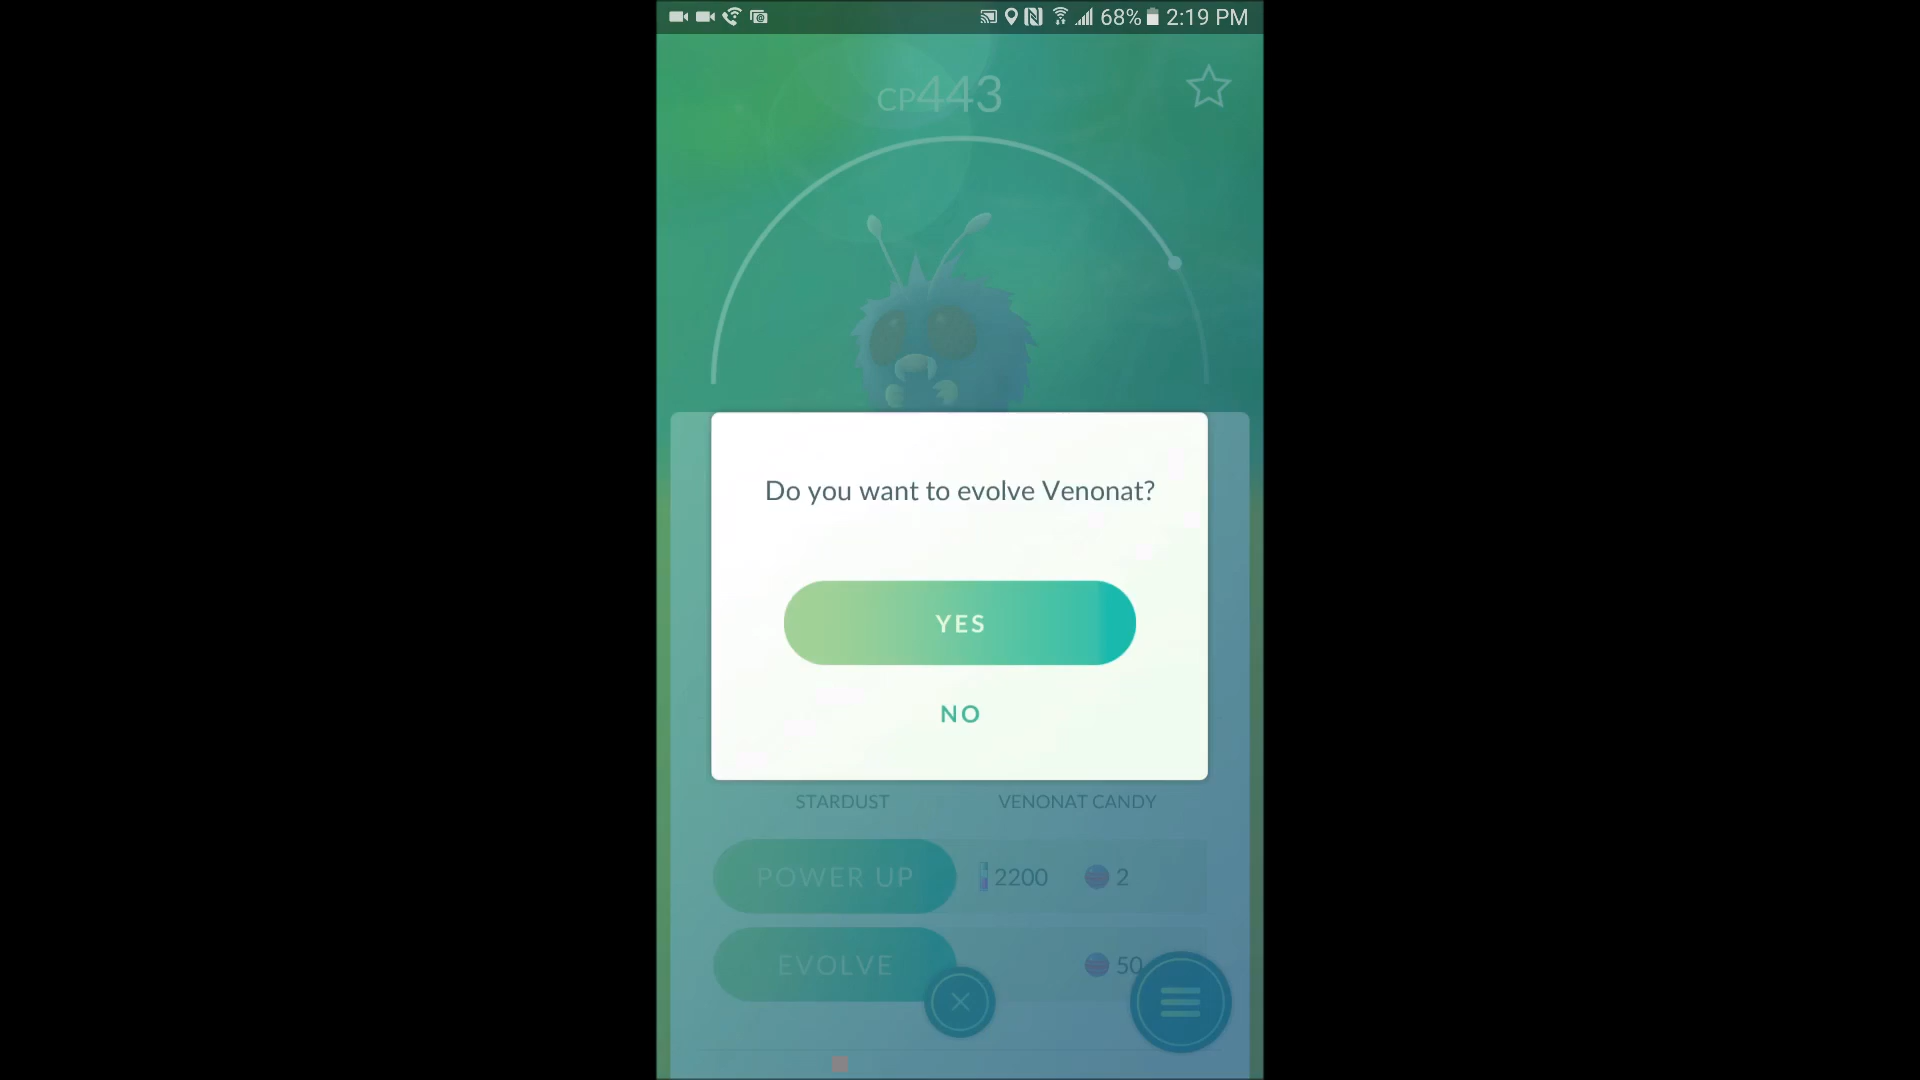 68% 2:19 PM
CP443
Do you want to evolve Venonat?
YES
NO
STARDUST VENONAT CANDY
POWER UP 2200 2
EVOLVE 50